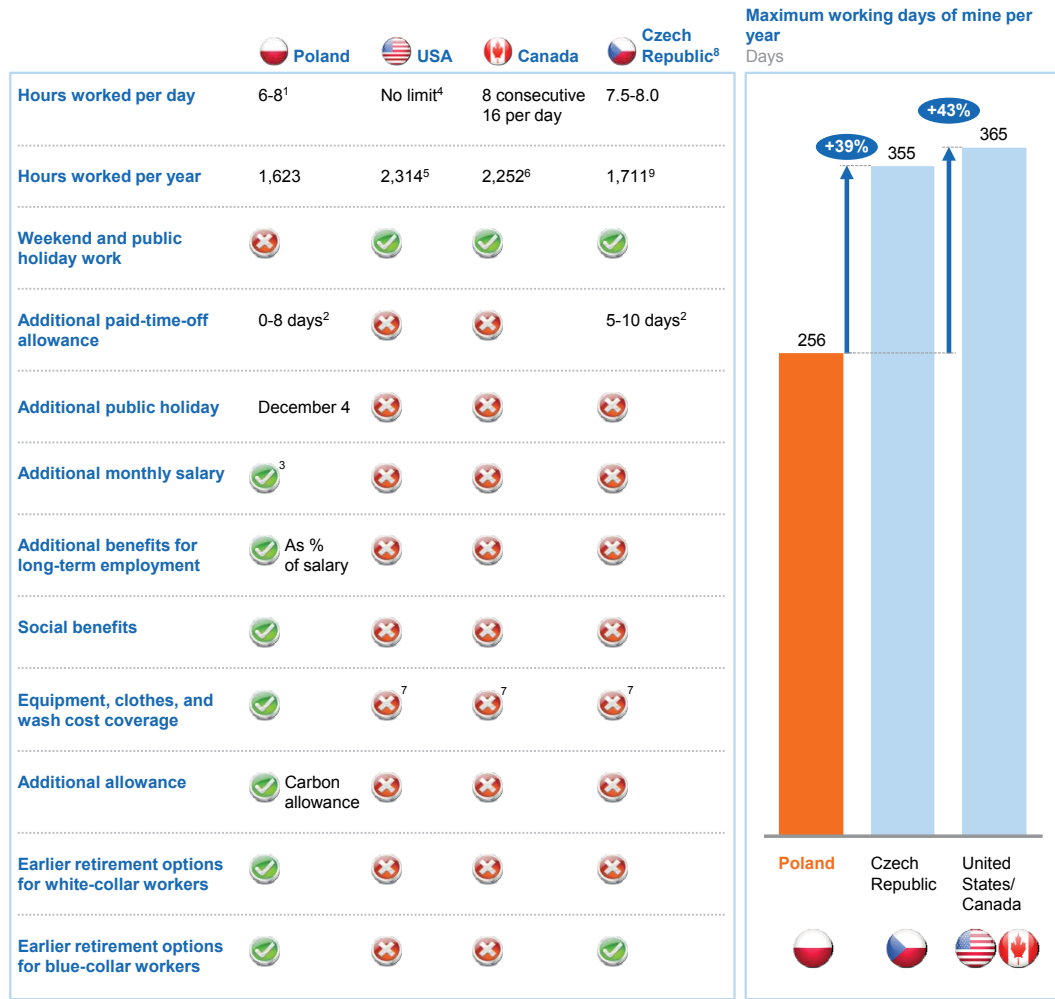 Maximum working days of mine per
year
Days
Poland
USA
Canada
Czech
Republic8
Hours worked per day
6-81
No limit4
8 consecutive
16 per day
7.5-8.0
Hours worked per year
1,623
2,3145
2,2526
1,7119
Weekend and public
holiday work
Additional paid-time-off
allowance
0-8 days2
5-10 days2
Additional public holiday
December 4
Additional monthly salary
3
Additional benefits for
long-term employment
As %
of salary
Social benefits
Equipment, clothes, and
wash cost coverage
7
7
7
Additional allowance
Carbon
allowance
Earlier retirement options
for white-collar workers
Earlier retirement options
for blue-collar workers
+39%
+43%
256
355
365
Poland
Czech
Republic
United
States/
Canada